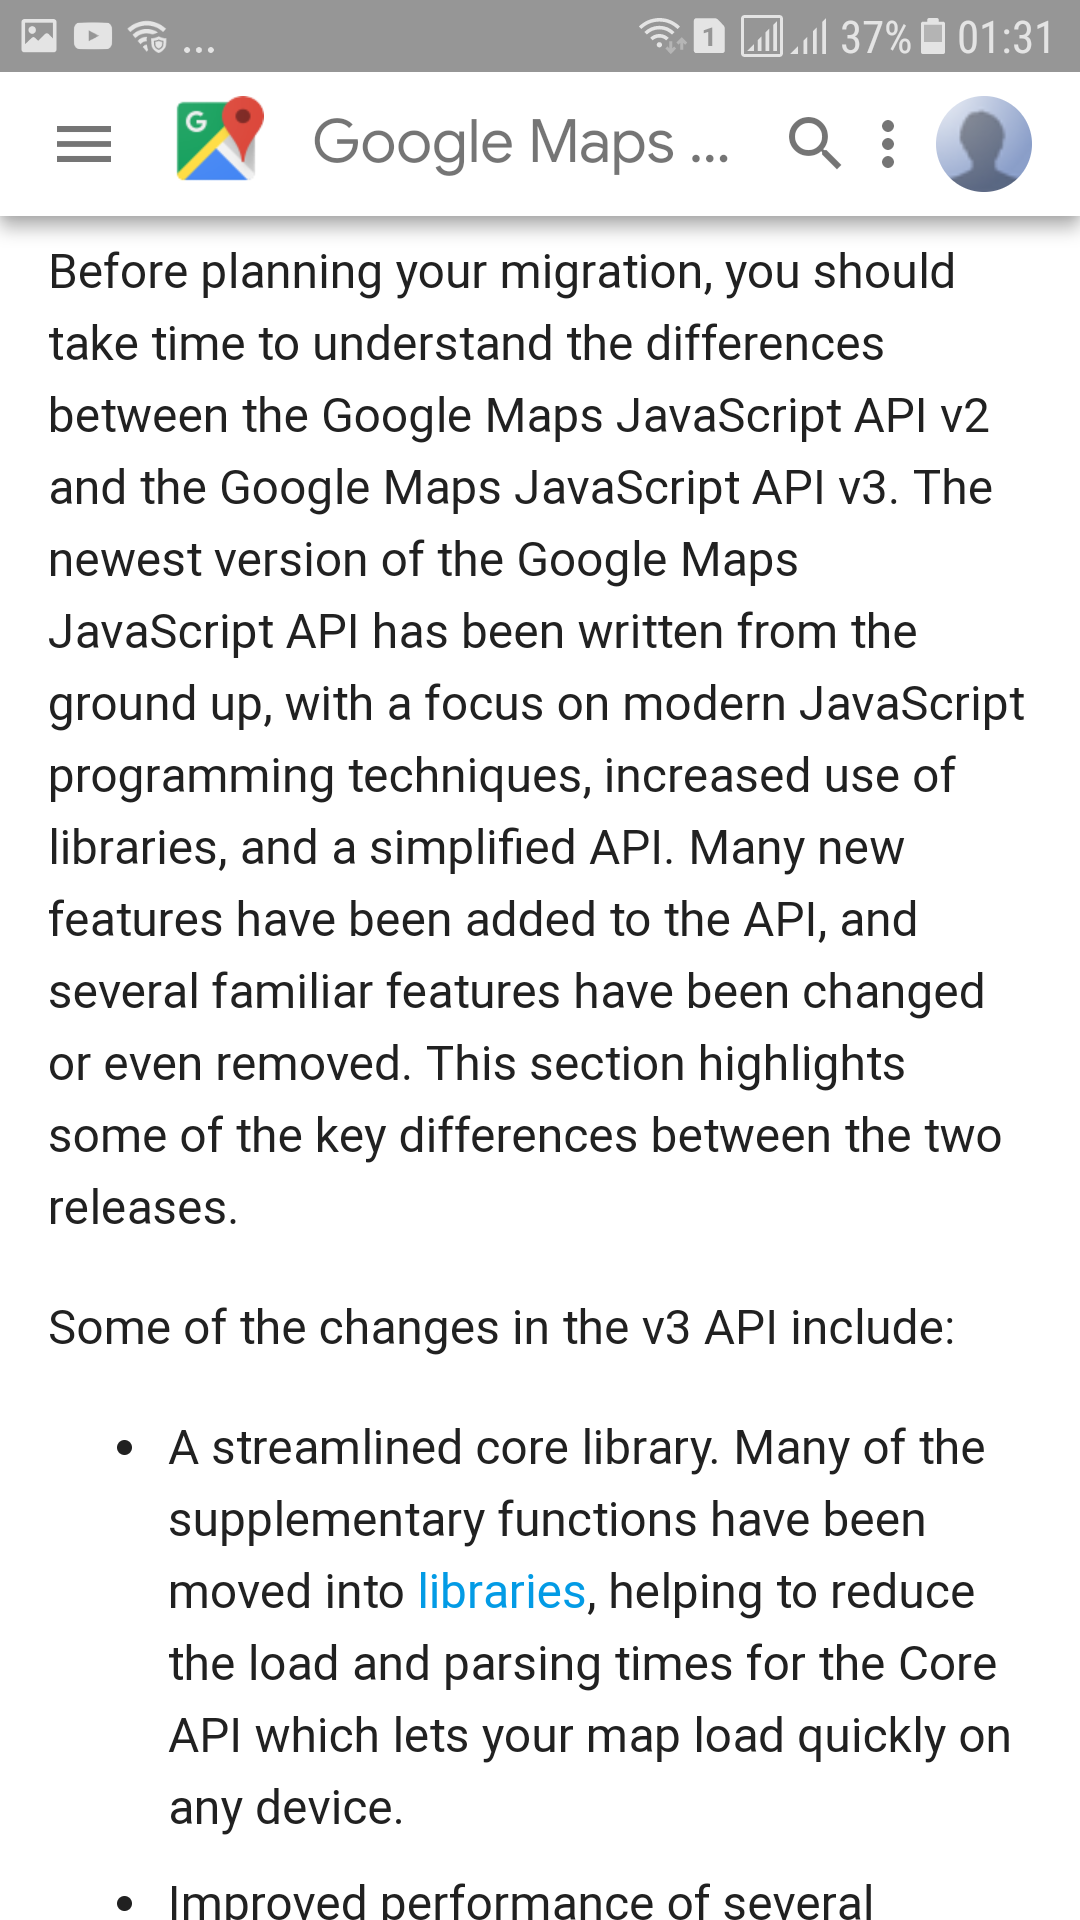 ... 1 37% 01:31
G Google Maps ...
Before planning your migration, you should
take time to understand the differences
between the Google Maps JavaScript API v2
and the Google Maps JavaScript API v3. The
newest version of the Google Maps
JavaScript API has been written from the
ground up, with a focus on modern JavaScript
programming techniques, increased use of
libraries, and a simplified API. Many new
features have been added to the API, and
several familiar features have been changed
or even removed. This section highlights
some of the key differences between the two
releases.
Some of the changes in the v3 API include:
• A streamlined core library. Many of the
supplementary functions have been
moved into libraries, helping to reduce
the load and parsing times for the Core
API which lets your map load quickly on
any device.
• Improved performance of several